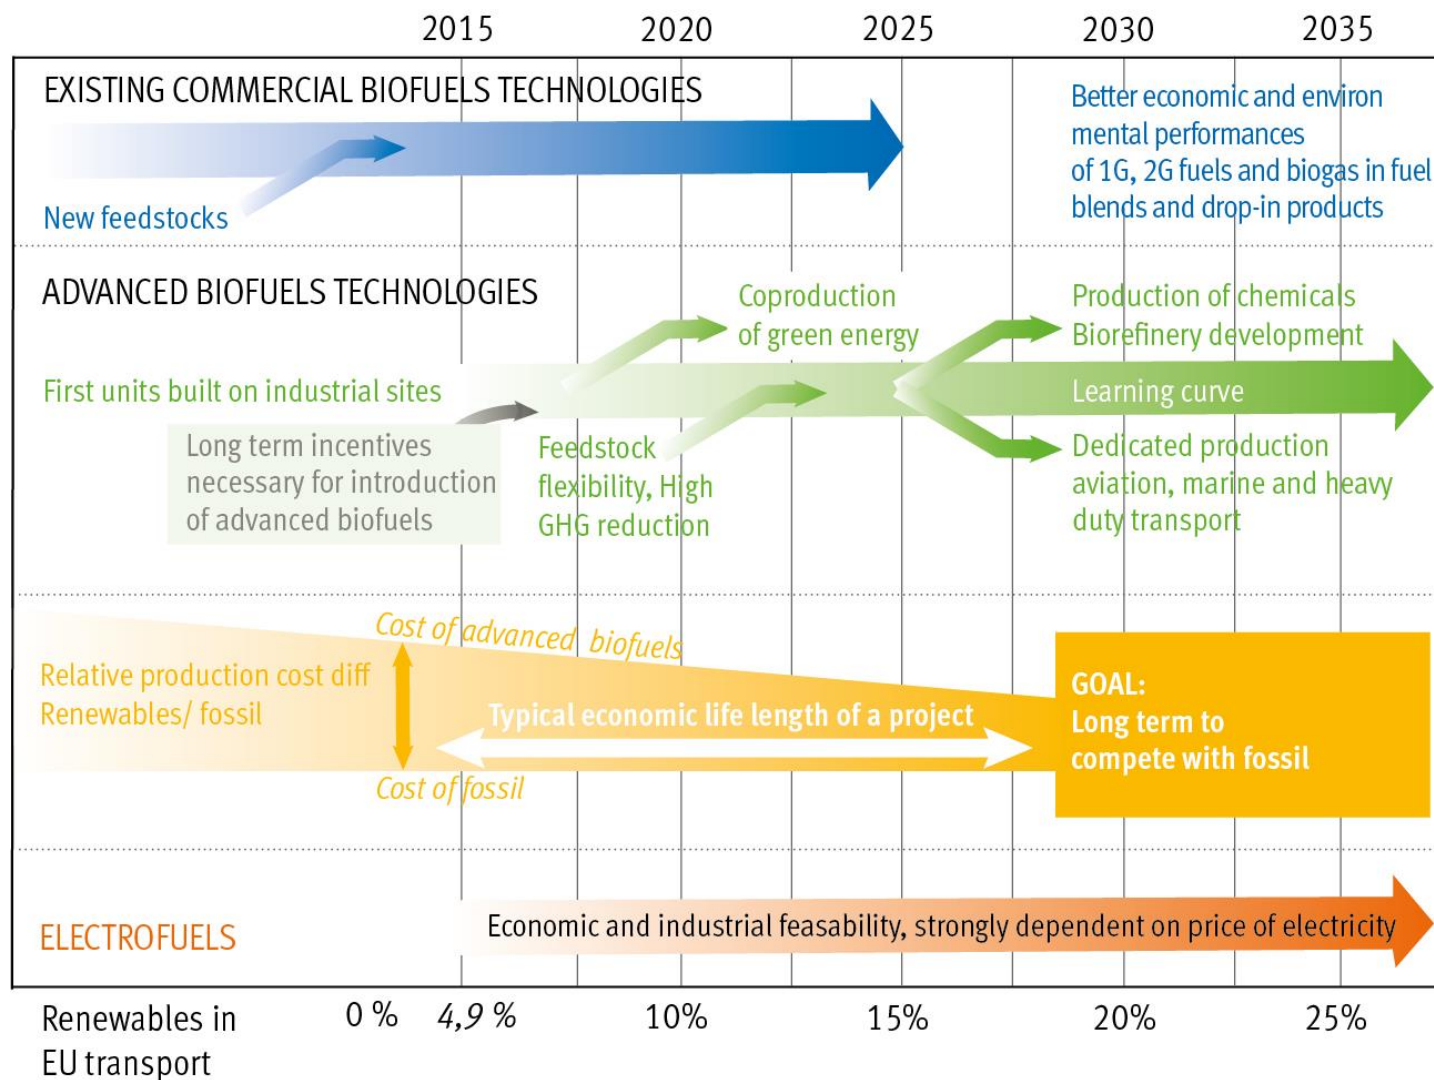 2015 2020 2025 2030 2035
EXISTING COMMERCIAL BIOFUELS TECHNOLOGIES
New feedstocks
Better economic and environ
mental performances
of 1G, 2G fuels and biogas in fuel
blends and drop-in products
ADVANCED BIOFUELS TECHNOLOGIES
Coproduction
of green energy
Production of chemicals
Biorefinery development
First units built on industrial sites
Learning curve
Long term incentives
necessary for introduction
of advanced biofuels
Feedstock
flexibility, High
GHG reduction
Dedicated production
aviation, marine and heavy
duty transport
Cost of advanced biofuels
Relative production cost diff
Renewables/ fossil
Typical economic life length of a project
Cost of fossil
GOAL:
Long term to
compete with fossil
ELECTROFUELS
Economic and industrial feasability, strongly dependent on price of electricity
Renewables in
EU transport
0 % 4,9 % 10% 15% 20% 25%